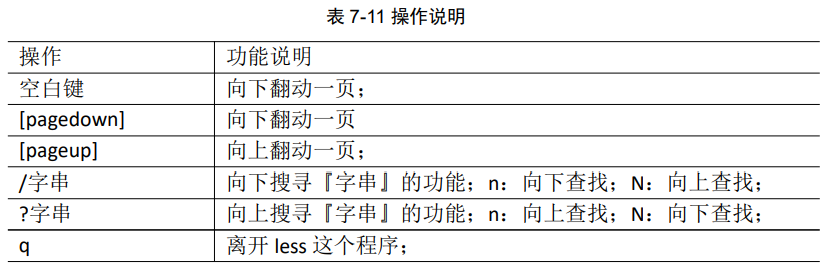 表 7-11 操作说明
操作 功能说明
空白键 向下翻动一页；
[pagedown] 向下翻动一页
[pageup] 向上翻动一页；
/字串 向下搜寻『字串』的功能；n：向下查找；N：向上查找；
?字串 向上搜寻『字串』的功能；n：向上查找；N：向下查找；
q 离开 less 这个程序；